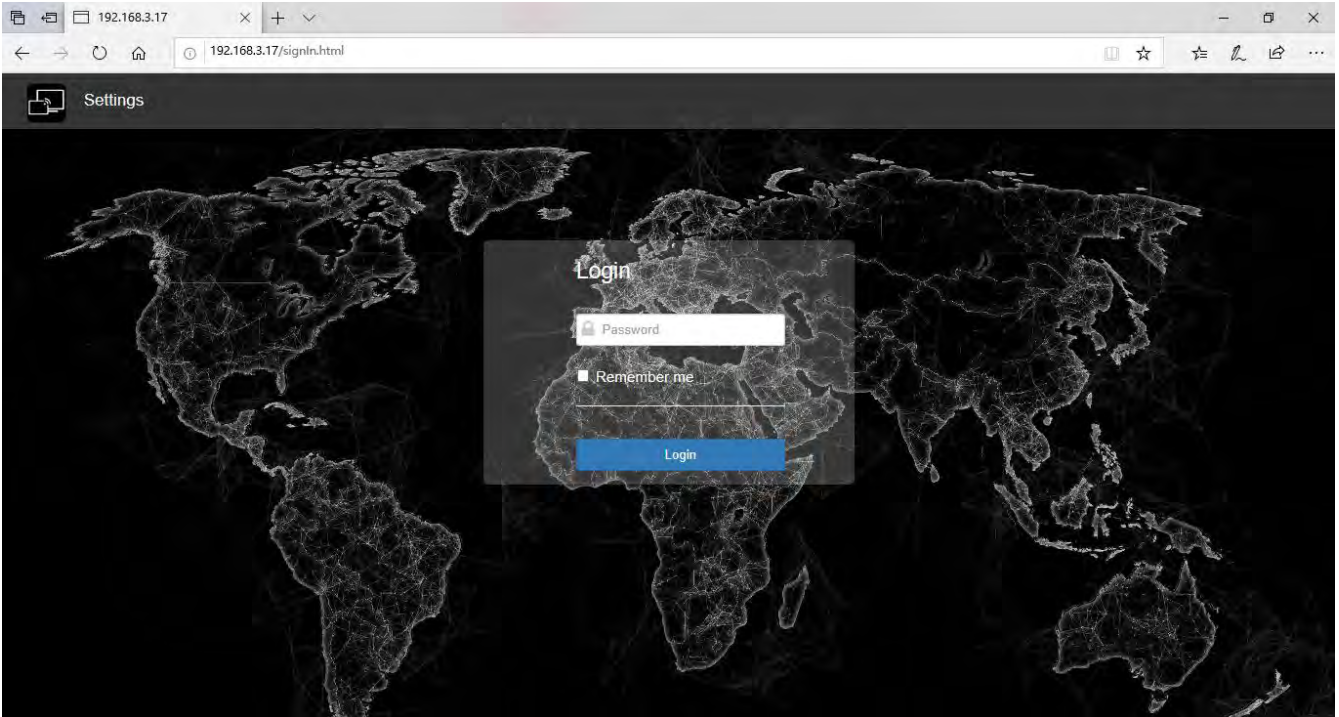 192.168.3.17
192.168.3.17/signIn.html
Settings
Login
Password
Remember me
Login